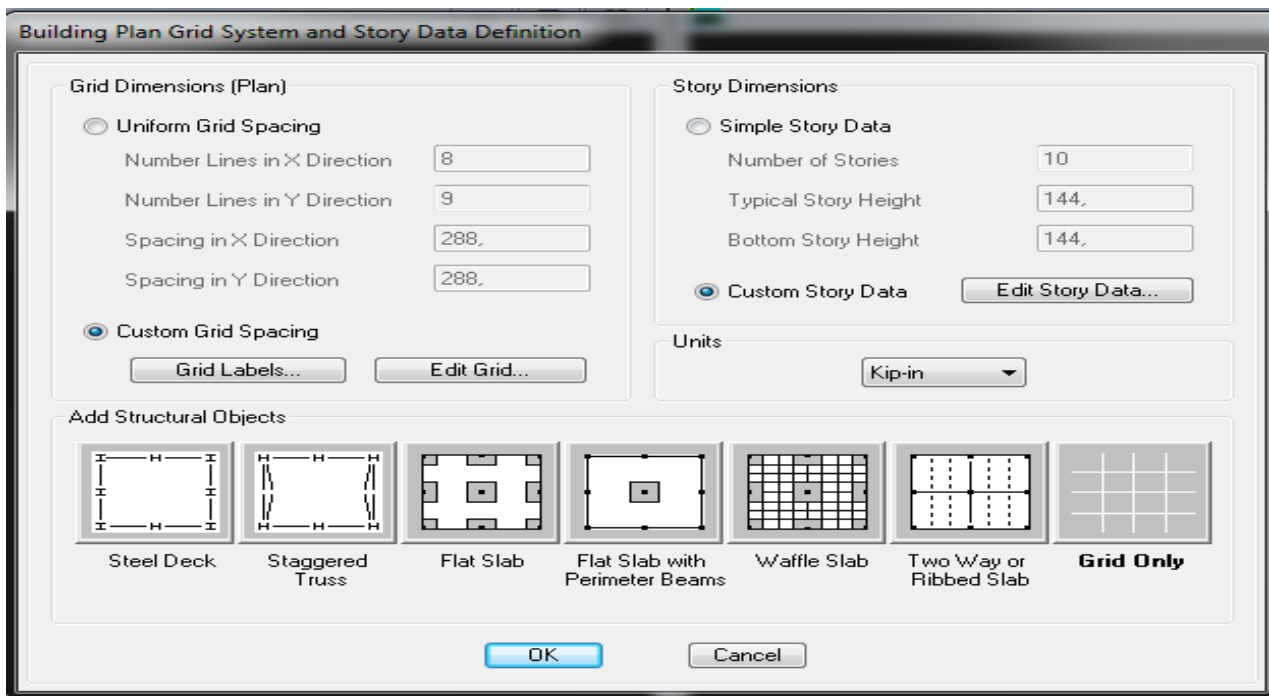 Building Plan Grid System and Story Data Definition
Grid Dimensions (Plan)
Uniform Grid Spacing
Number Lines in X Direction
8
Number Lines in Y Direction
9
Spacing in X Direction
288,
Spacing in Y Direction
288,
Custom Grid Spacing
Grid Labels...
Edit Grid...
Story Dimensions
Simple Story Data
Number of Stories
10
Typical Story Height
144,
Bottom Story Height
144,
Custom Story Data
Edit Story Data...
Units
Kip-in
Add Structural Objects
Steel Deck
Staggered
Truss
Flat Slab
Flat Slab with
Perimeter Beams
Waffle Slab
Two Way or
Ribbed Slab
Grid Only
OK
Cancel